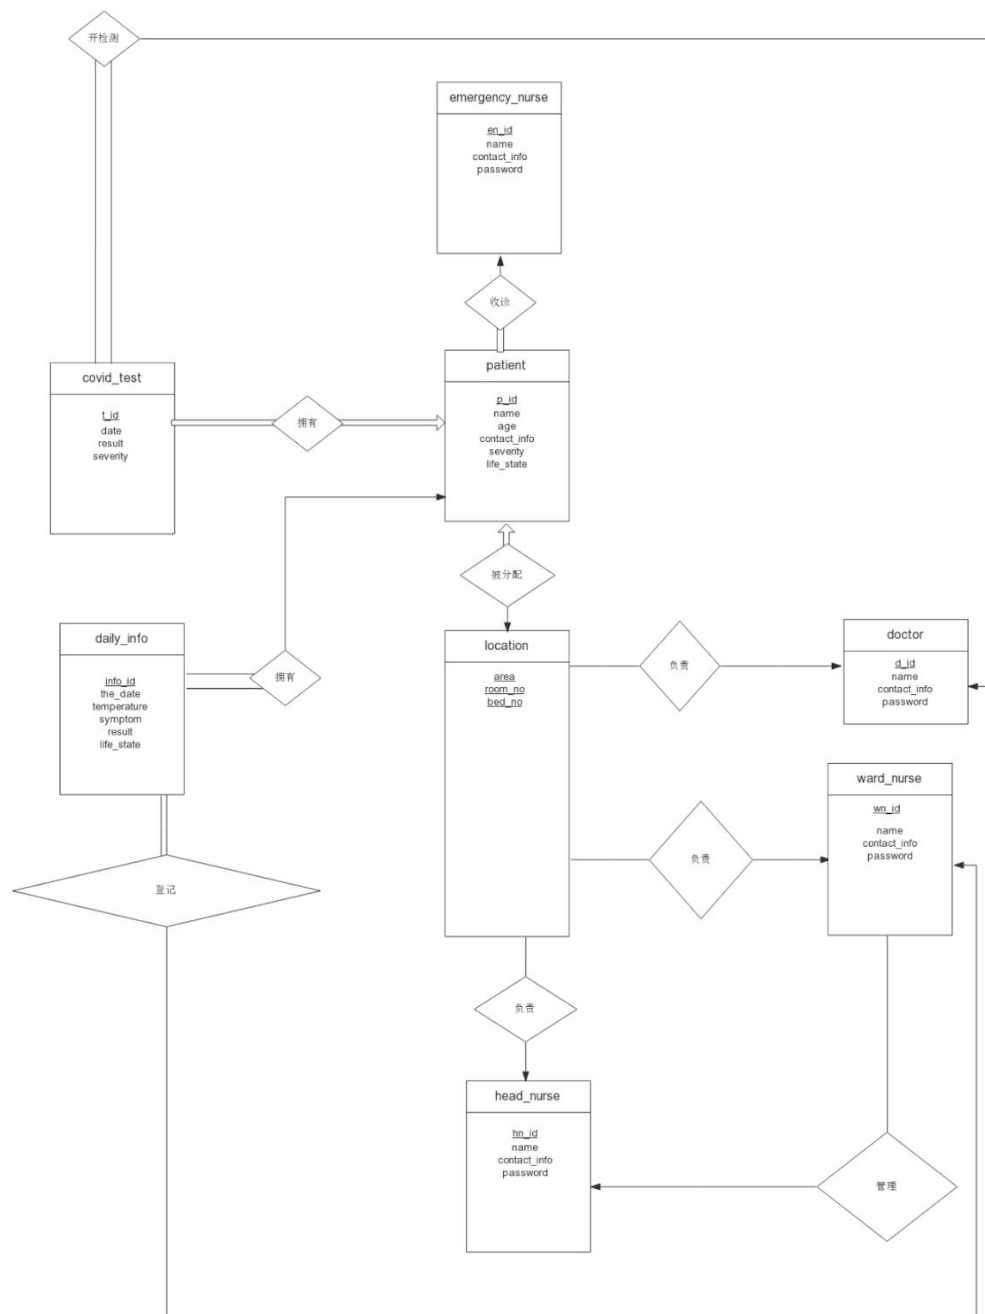 开检测
emergency_nurse
en_id
name
contact_info
password
收诊
covid_test
t_id
date
result
severity
拥有
patient
p_id
name
age
contact_info
severity
life_state
被分配
daily_info
info_id
the_date
temperature
symptom
result
life_state
拥有
location
area
room_no
bed_no
负责
doctor
d_id
name
contact_info
password
ward_nurse
wn_id
name
contact_info
password
负责
登记
负责
head_nurse
hn_id
name
contact_info
password
管理